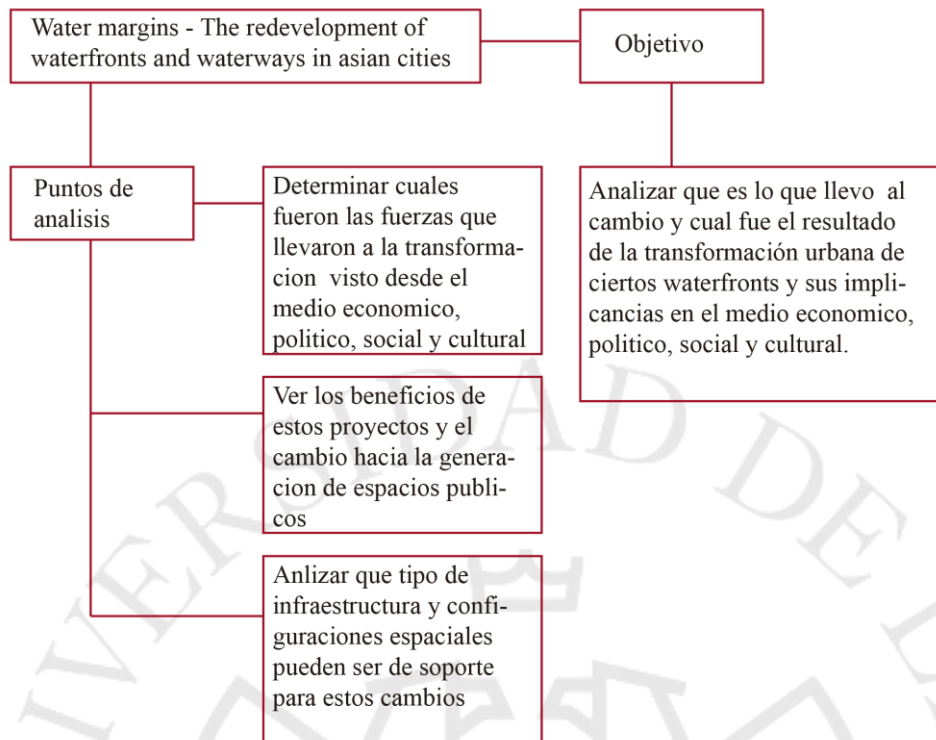 Water margins - The redevelopment of
waterfronts and waterways in asian cities
Objetivo
Puntos de
analisis
Determinar cuales
fueron las fuerzas que
llevaron a la transforma-
cion visto desde el
medio economico,
politico, social y cultural
Analizar que es lo que llevo al
cambio y cual fue el resultado
de la transformación urbana de
ciertos waterfronts y sus impli-
cancias en el medio economico,
politico, social y cultural.
Ver los beneficios de
estos proyectos y el
cambio hacia la genera-
cion de espacios publi-
cos
Anlizar que tipo de
infraestructura y confi-
guraciones espaciales
pueden ser de soporte
para estos cambios
IVERSIDAD DE L